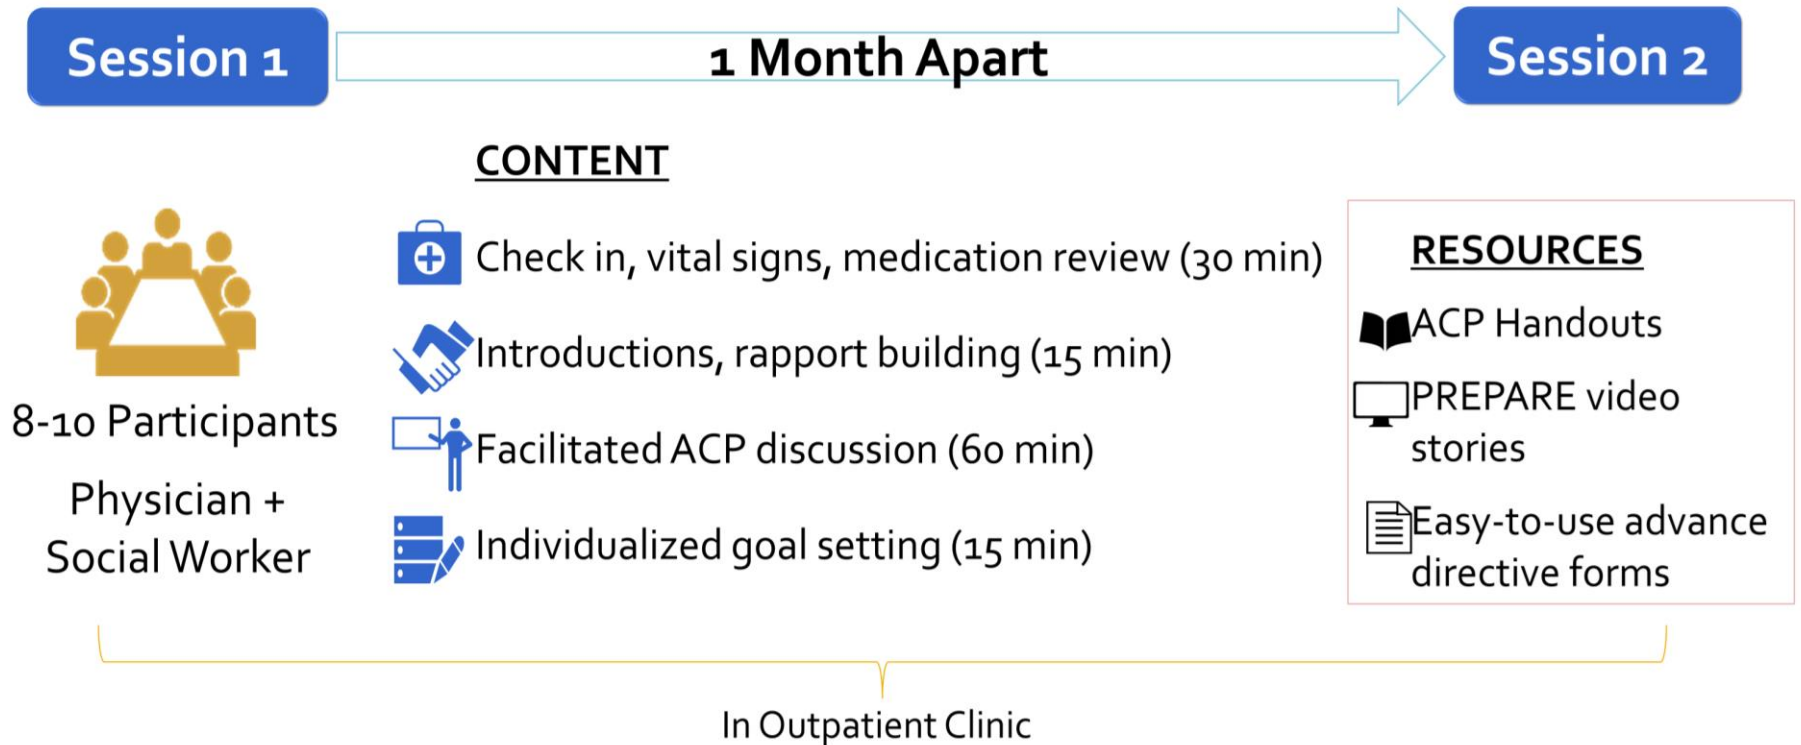 Session 1
1 Month Apart
Session 2
CONTENT
8-10 Participants
Physician +
Social Worker
Check in, vital signs, medication review (30 min)
Introductions, rapport building (15 min)
Facilitated ACP discussion (60 min)
Individualized goal setting (15 min)
RESOURCES
ACP Handouts
PREPARE video
stories
Easy-to-use advance
directive forms
In Outpatient Clinic